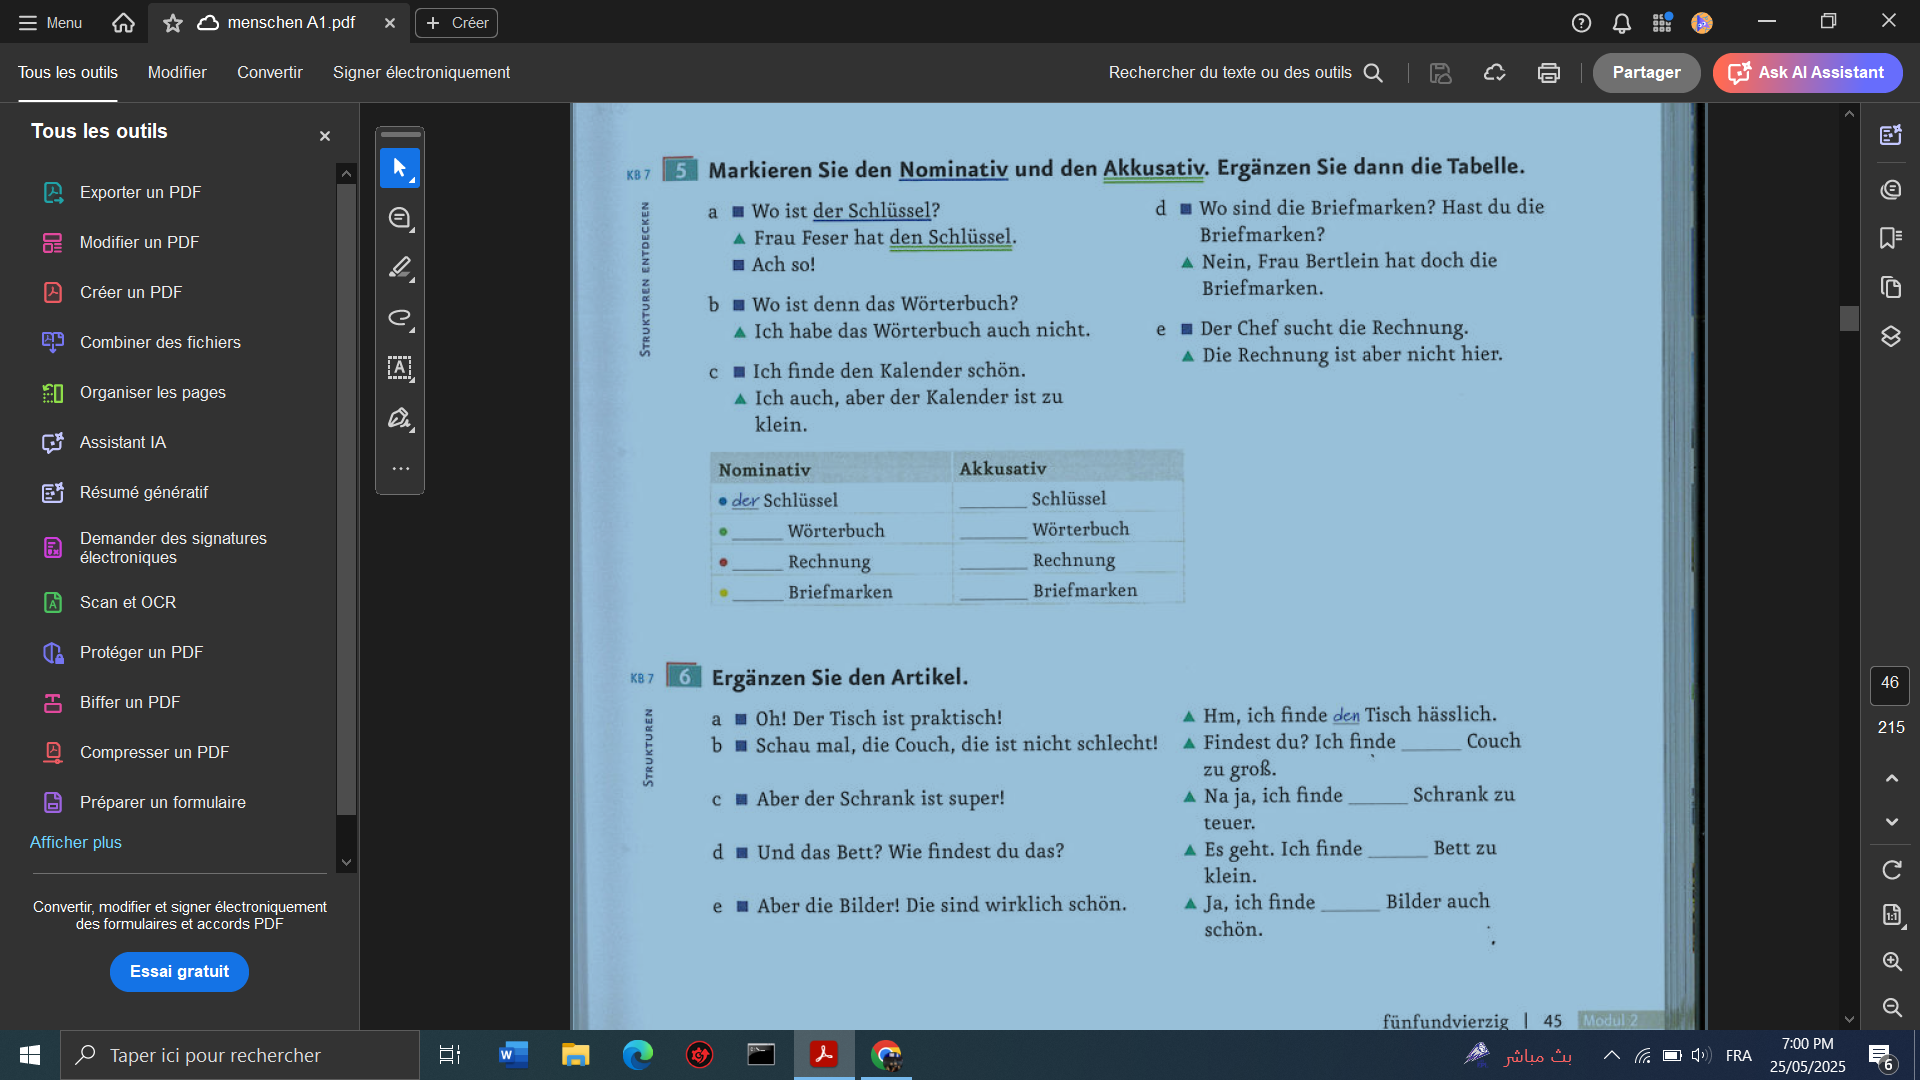 Menu
menschen A1.pdf
Créer
Tous les outils
Modifier
Convertir
Signer électroniquement
Rechercher du texte ou des outils
Partager
Ask AI Assistant
Tous les outils
Exporter un PDF
Modifier un PDF
Créer un PDF
Combiner des fichiers
Organiser les pages
Assistant IA
Résumé génératif
Demander des signatures
électroniques
Scan et OCR
Protéger un PDF
Biffer un PDF
Compresser un PDF
Préparer un formulaire
Afficher plus
Convertir, modifier et signer électroniquement
des formulaires et accords PDF
Essai gratuit
KB 7 5 Markieren Sie den Nominativ und den Akkusativ. Ergänzen Sie dann die Tabelle.
STRUKTUREN ENTDECKEN
a Wo ist der Schlüssel?
Frau Feser hat den Schlüssel.
Ach so!
b Wo ist denn das Wörterbuch?
Ich habe das Wörterbuch auch nicht.
c Ich finde den Kalender schön.
Ich auch, aber der Kalender ist zu
klein.
d Wo sind die Briefmarken? Hast du die
Briefmarken?
Nein, Frau Bertlein hat doch die
Briefmarken.
e Der Chef sucht die Rechnung.
Die Rechnung ist aber nicht hier.
Nominativ Akkusativ
der Schlüssel ______ Schlüssel
______ Wörterbuch ______ Wörterbuch
______ Rechnung ______ Rechnung
______ Briefmarken ______ Briefmarken
KB 7 6 Ergänzen Sie den Artikel.
STRUKTUREN
a Oh! Der Tisch ist praktisch!
Hm, ich finde den Tisch hässlich.
b Schau mal, die Couch, die ist nicht schlecht!
Findest du? Ich finde ______ Couch
zu groß.
c Aber der Schrank ist super!
Na ja, ich finde ______ Schrank zu
teuer.
d Und das Bett? Wie findest du das?
Es geht. Ich finde ______ Bett zu
klein.
e Aber die Bilder! Die sind wirklich schön.
Ja, ich finde ______ Bilder auch
schön.
fünfundvierzig | 45 Modul 2
46
215
Taper ici pour rechercher
بث مباشر
FRA
7:00 PM
25/05/2025
6